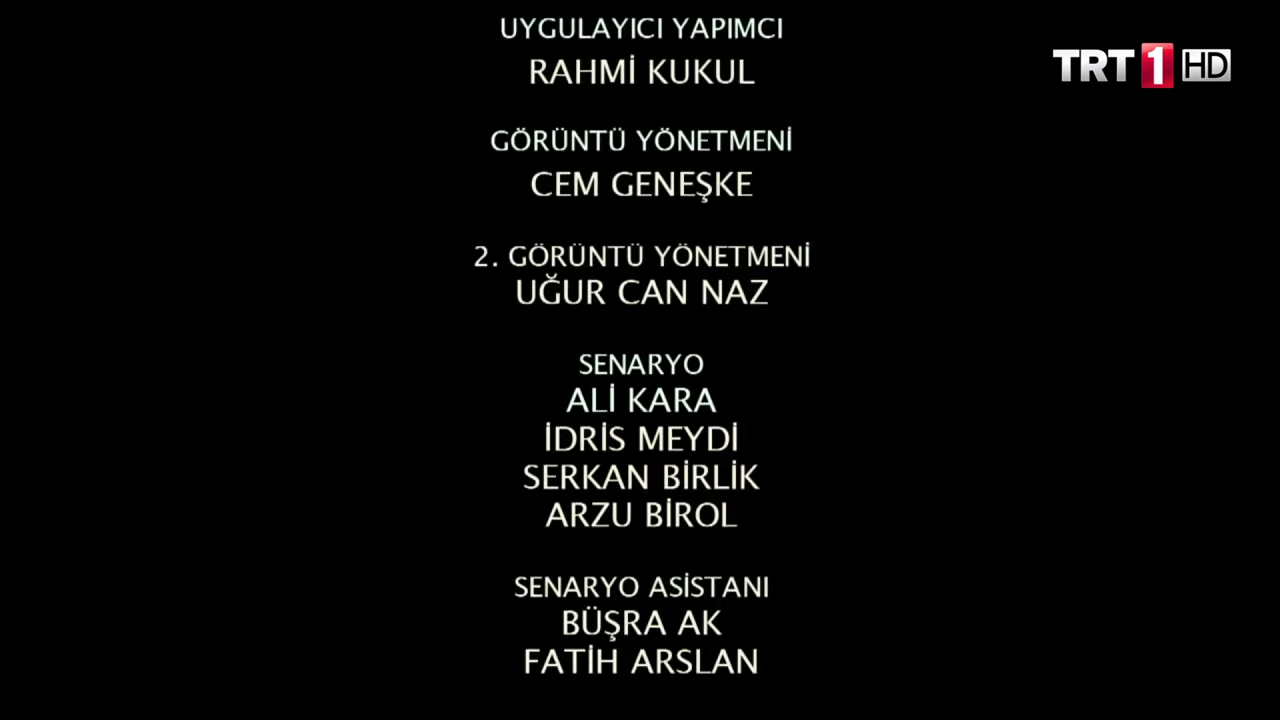 UYGULAYICI YAPIMCI
RAHMİ KUKUL
TRT 1 HD
GÖRÜNTÜ YÖNETMENİ
CEM GENEŞKE
2. GÖRÜNTÜ YÖNETMENİ
UĞUR CAN NAZ
SENARYO
ALİ KARA
İDRİS MEYDİ
SERKAN BİRLİK
ARZU BİROL
SENARYO ASİSTANI
BÜŞRA AK
FATİH ARSLAN